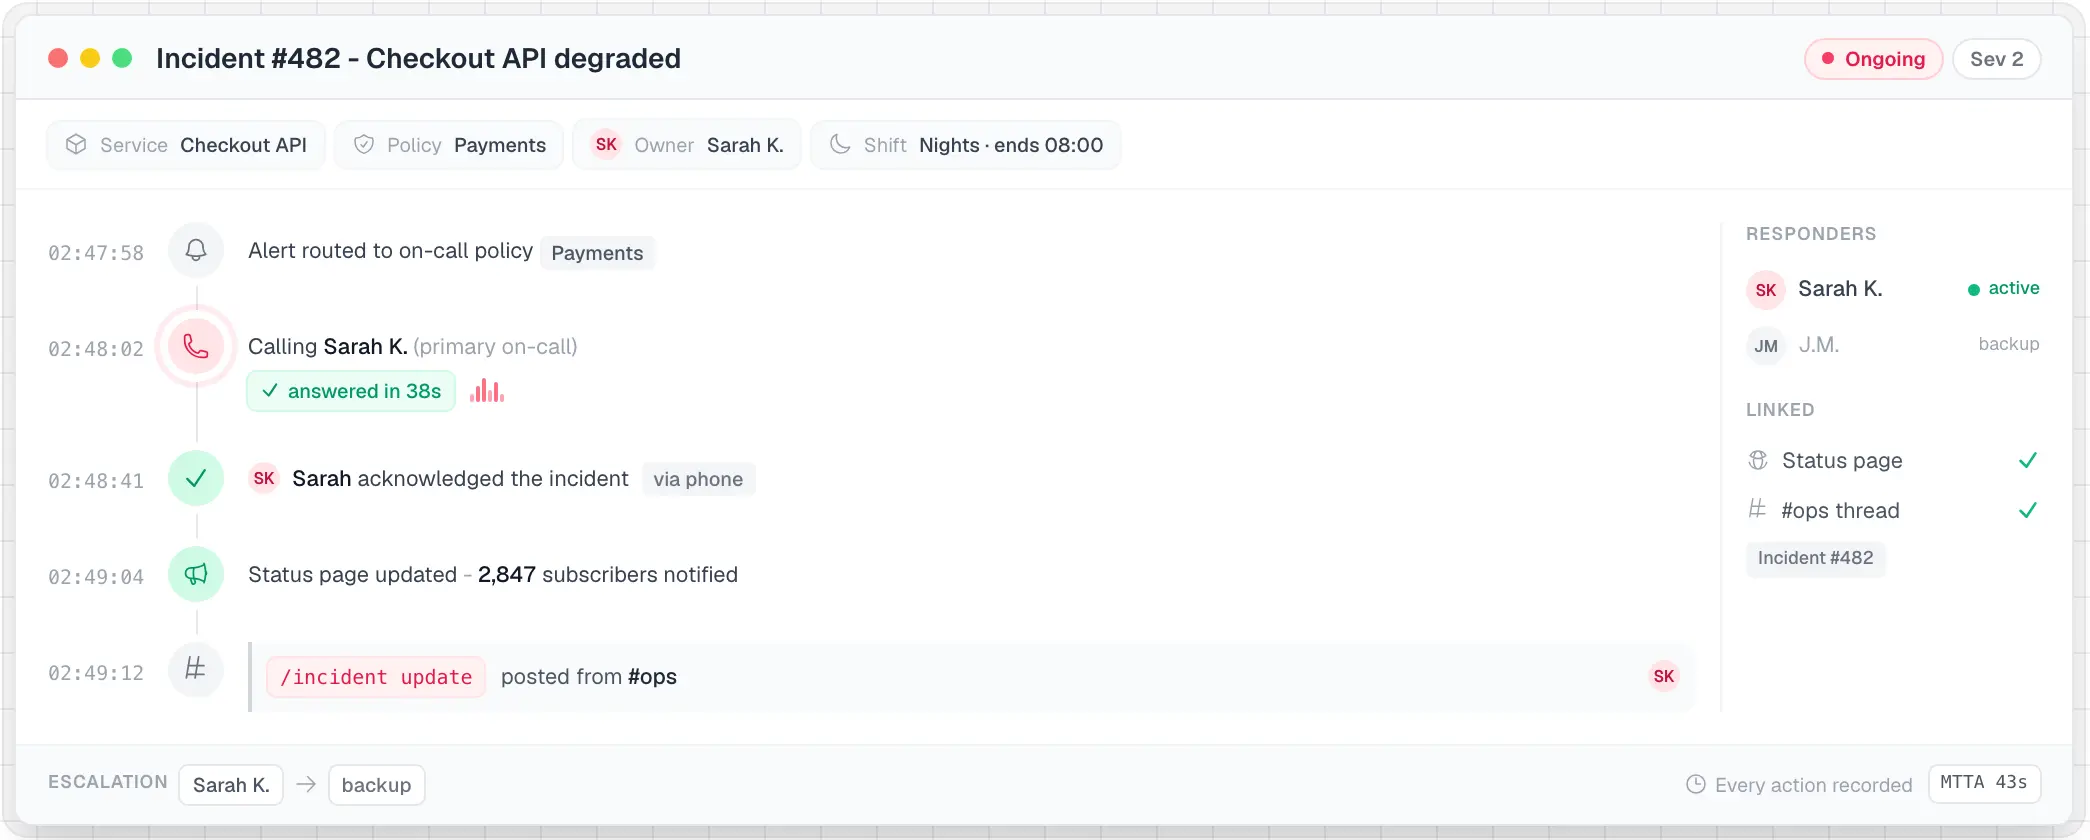 Incident #482 - Checkout API degraded
Ongoing
Sev 2
Service Checkout API
Policy Payments
SK Owner Sarah K.
Shift Nights · ends 08:00
02:47:58 Alert routed to on-call policy Payments
02:48:02 Calling Sarah K. (primary on-call)
answered in 38s
02:48:41 SK Sarah acknowledged the incident via phone
02:49:04 Status page updated - 2,847 subscribers notified
02:49:12 /incident update posted from #ops SK
RESPONDERS
SK Sarah K. active
JM J.M. backup
LINKED
Status page
#ops thread
Incident #482
ESCALATION Sarah K. → backup
Every action recorded MTTA 43s